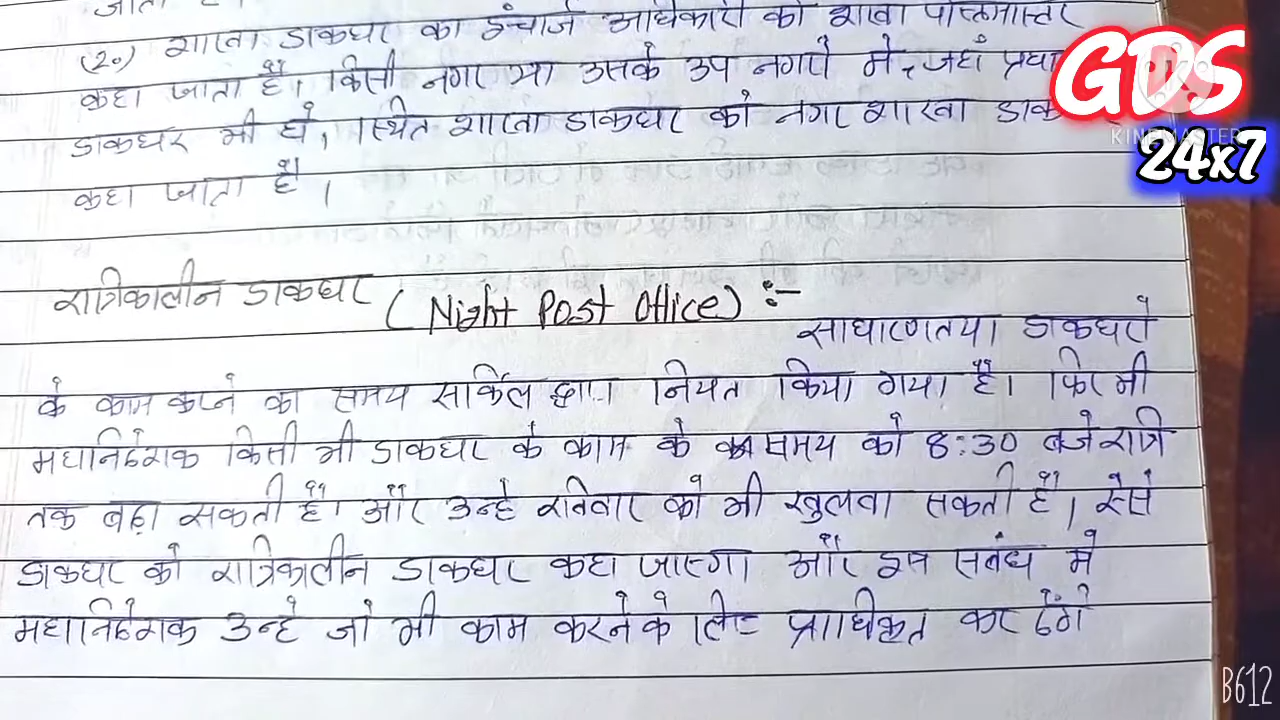 जाता है।
(20) शाखा डाकघर का इंचार्ज अधिकारी को शाखा पोस्टमास्टर
कहा जाता है। किसी नगर या उसके उप नगरो मे, जहां प्रधा
डाकघर भी हो, स्थित शाखा डाकघर को नगर शाखा डाक
कहा जाता है।
रात्रिकालीन डाकघर (Night Post Office) :-
साधारणतया डाकघरो
के काम करने का समय सर्किल द्वारा नियत किया गया है। फिर भी
महानिदेशक किसी भी डाकघर के काम के समय को 8:30 बजे रात्रि
तक बढ़ा सकती है। और उन्हे रविवार को भी खुलवा सकती है। ऐसे
डाकघर को रात्रिकालीन डाकघर कहा जाएगा और इस संबंध मे
महानिदेशक उन्हे जो भी काम करने के लिए प्राधिकृत कर देंगे
GDS
24x7
KINEMASTER
B612